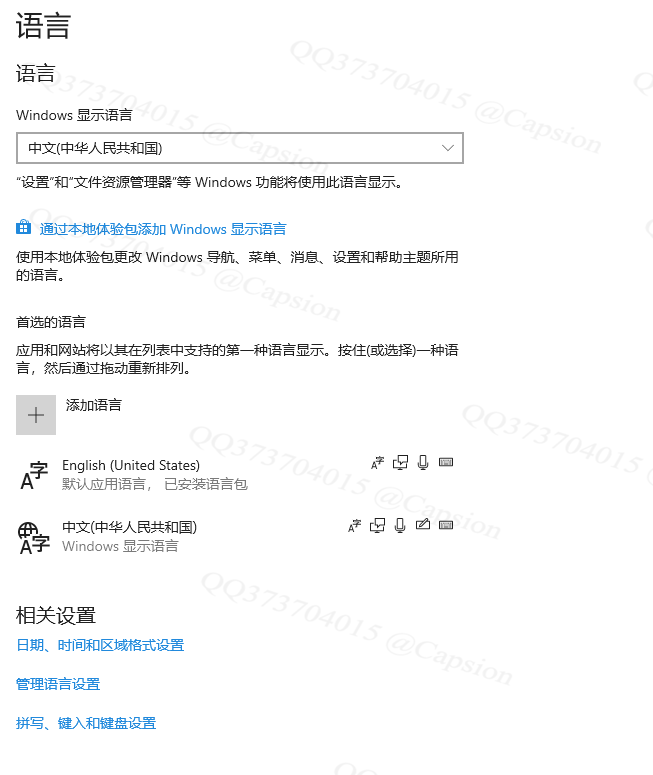 语言
语言
Windows 显示语言
中文(中华人民共和国)
“设置”和“文件资源管理器”等 Windows 功能将使用此语言显示。
通过本地体验包添加 Windows 显示语言
使用本地体验包更改 Windows 导航、菜单、消息、设置和帮助主题所用
的语言。
首选的语言
应用和网站将以其在列表中支持的第一种语言显示。按住(或选择)一种语
言，然后通过拖动重新排列。
添加语言
English (United States)
默认应用语言， 已安装语言包
中文(中华人民共和国)
Windows 显示语言
相关设置
日期、时间和区域格式设置
管理语言设置
拼写、键入和键盘设置
QQ373704015 @Capsion
QQ373704015 @Capsion
QQ373704015 @Capsion
QQ373704015 @Capsion
QQ373704015
QQ373704015 @Capsion